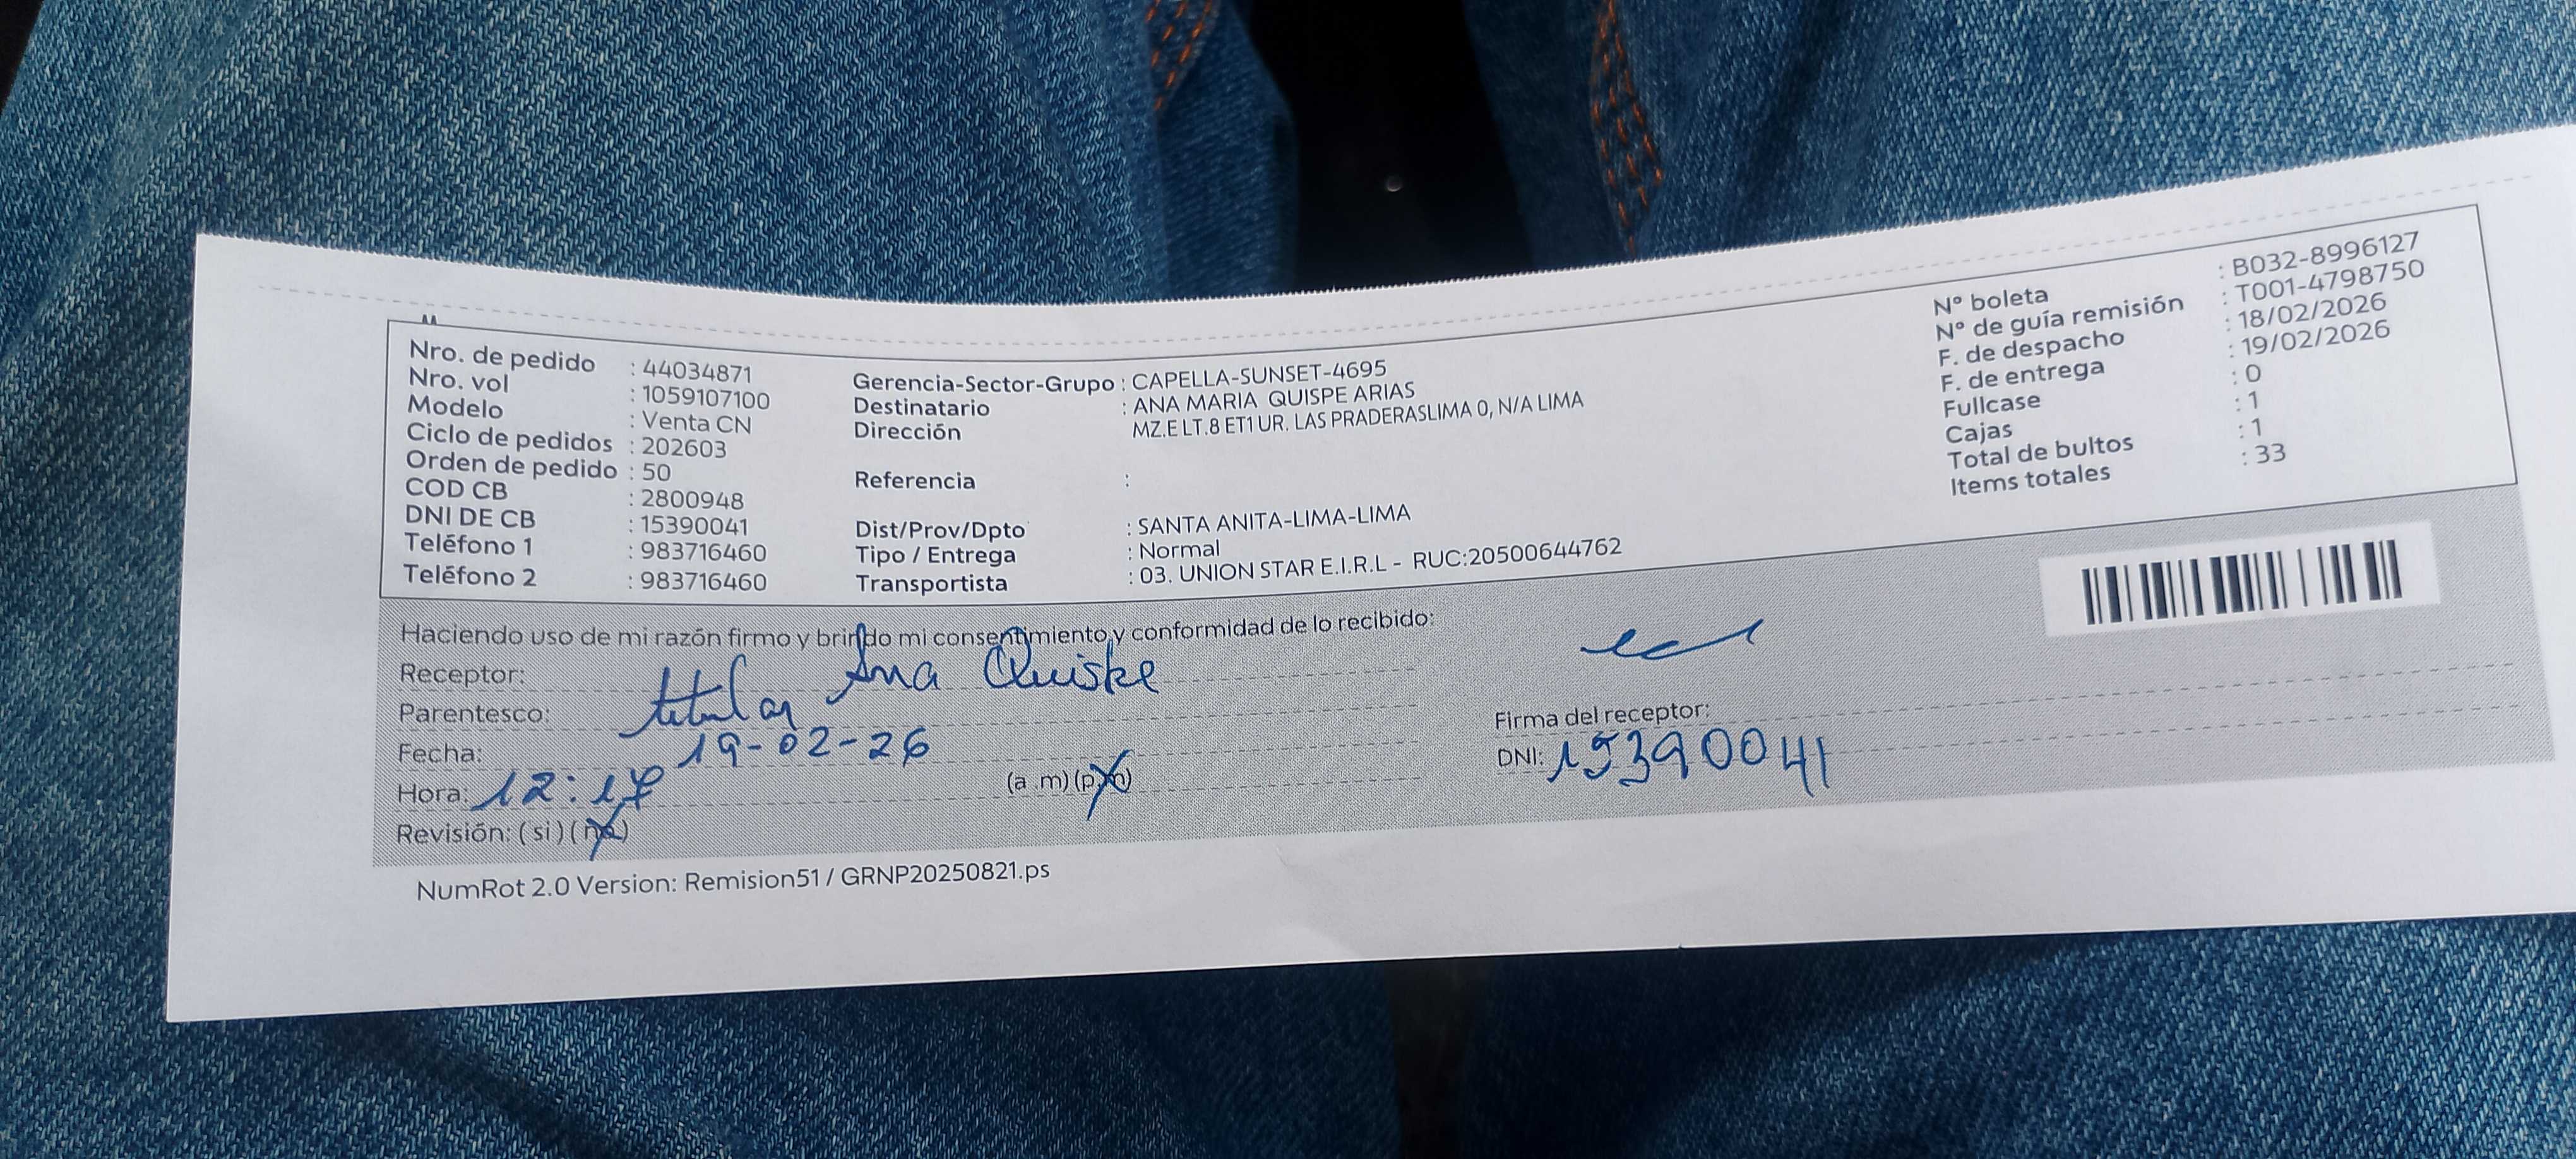 Nro. de pedido : 44034871
Nro. vol : 1059107100
Modelo : Venta CN
Ciclo de pedidos : 202603
Orden de pedido : 50
COD CB : 2800948
DNI DE CB : 15390041
Teléfono 1 : 983716460
Teléfono 2 : 983716460
Gerencia-Sector-Grupo : CAPELLA-SUNSET-4695
Destinatario : ANA MARIA QUISPE ARIAS
Dirección MZ.E LT.8 ET1 UR. LAS PRADERASLIMA 0, N/A LIMA
Referencia :
Dist/Prov/Dpto : SANTA ANITA-LIMA-LIMA
Tipo / Entrega : Normal
Transportista : 03. UNION STAR E.I.R.L - RUC:20500644762
N° boleta : B032-8996127
N° de guía remisión : T001-4798750
F. de despacho : 18/02/2026
F. de entrega : 19/02/2026
Fullcase : 0
Cajas : 1
Total de bultos : 1
Items totales : 33
Haciendo uso de mi razón firmo y brindo mi consentimiento y conformidad de lo recibido:
Receptor: Ana Quispe
Parentesco: titular
Fecha: 19-02-26
Hora: 12:17 (a .m) (p.m)
Revisión: ( si ) ( no )
Firma del receptor:
DNI: 15390041
NumRot 2.0 Version: Remision51 / GRNP20250821.ps